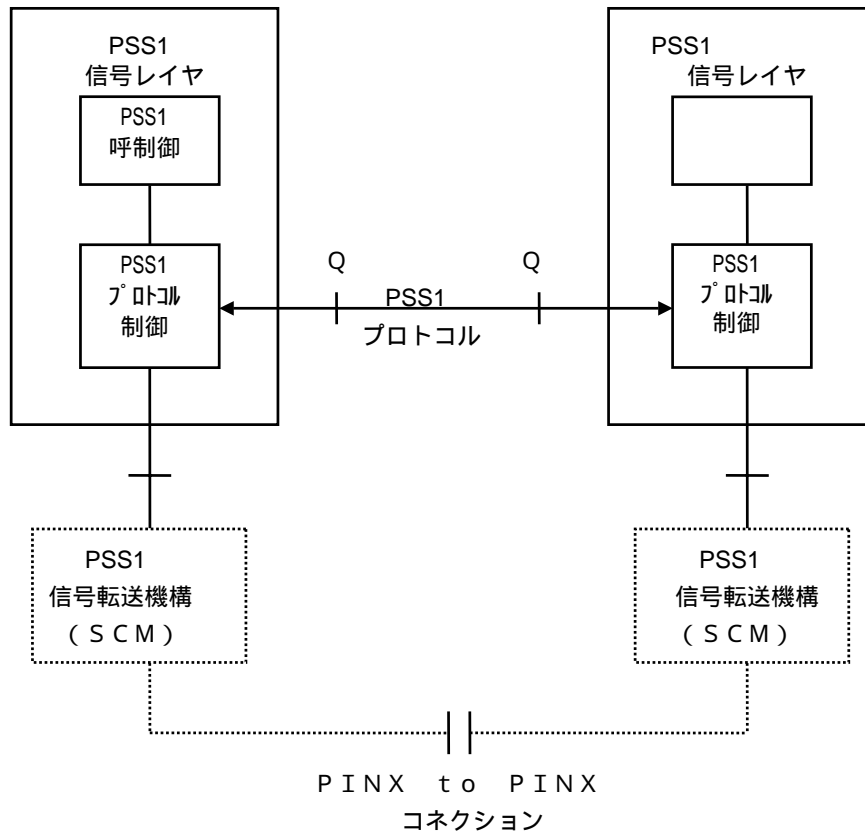 PSS1
信号レイヤ
PSS1
呼制御
PSS1
プロトコル
制御
PSS1
信号レイヤ
PSS1
プロトコル
制御
Q
Q
PSS1
プロトコル
PSS1
信号転送機構
(ＳＣＭ)
PSS1
信号転送機構
(ＳＣＭ)
ＰＩＮＸ ｔｏ ＰＩＮＸ
コネクション